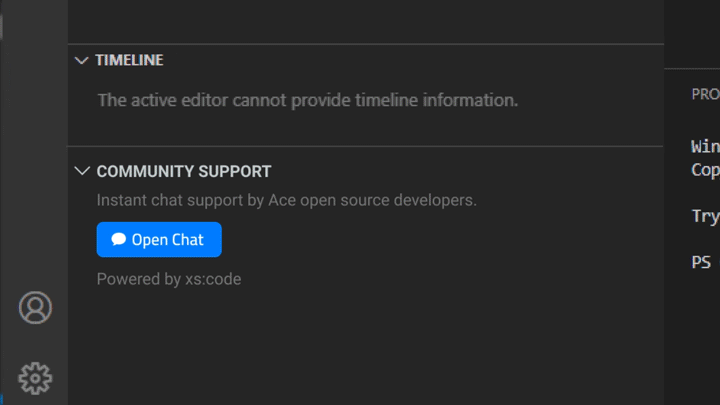 TIMELINE
The active editor cannot provide timeline information.
COMMUNITY SUPPORT
Instant chat support by Ace open source developers.
Open Chat
Powered by xs:code
PRO
Win
Cop
Try
PS